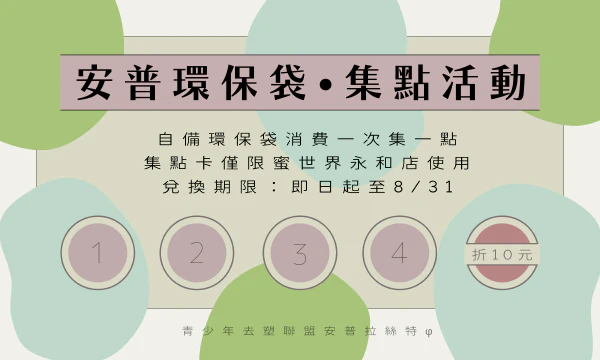 安普環保袋•集點活動
自備環保袋消費一次集一點
集點卡僅限蜜世界永和店使用
兌換期限：即日起至8/31
1 2 3 4 折10元
青少年去塑聯盟安普拉絲特φ